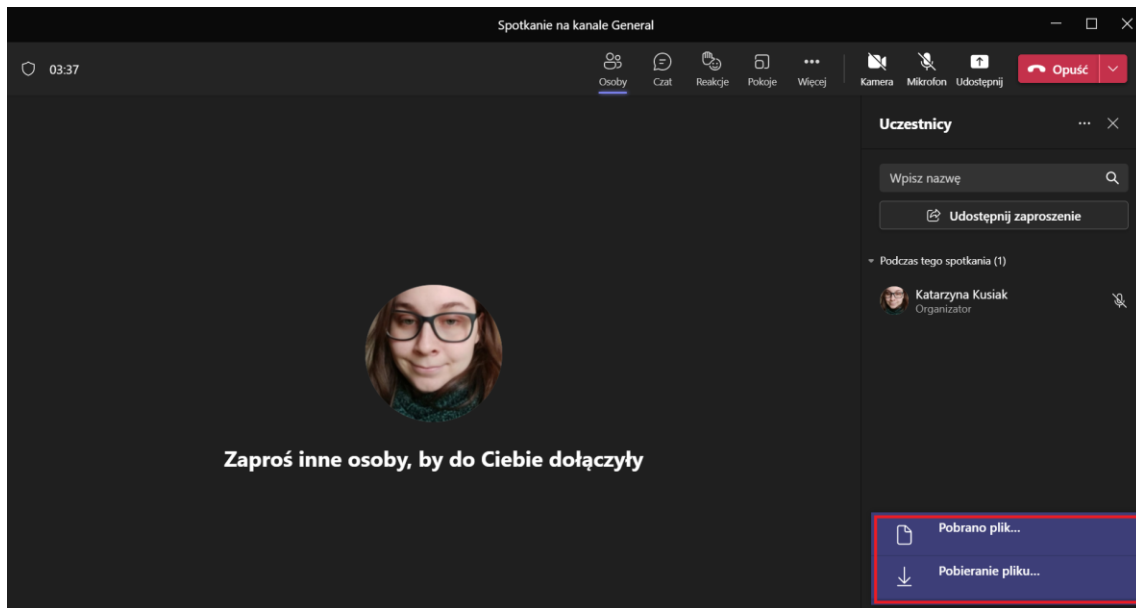 Spotkanie na kanale General
03:37
Osoby
Czat
Reakcje
Pokoje
Więcej
Kamera
Mikrofon
Udostępnij
Opuść
Uczestnicy
Wpisz nazwę
Udostępnij zaproszenie
Podczas tego spotkania (1)
Katarzyna Kusiak
Organizator
Zaproś inne osoby, by do Ciebie dołączyły
Pobrano plik...
Pobieranie pliku...